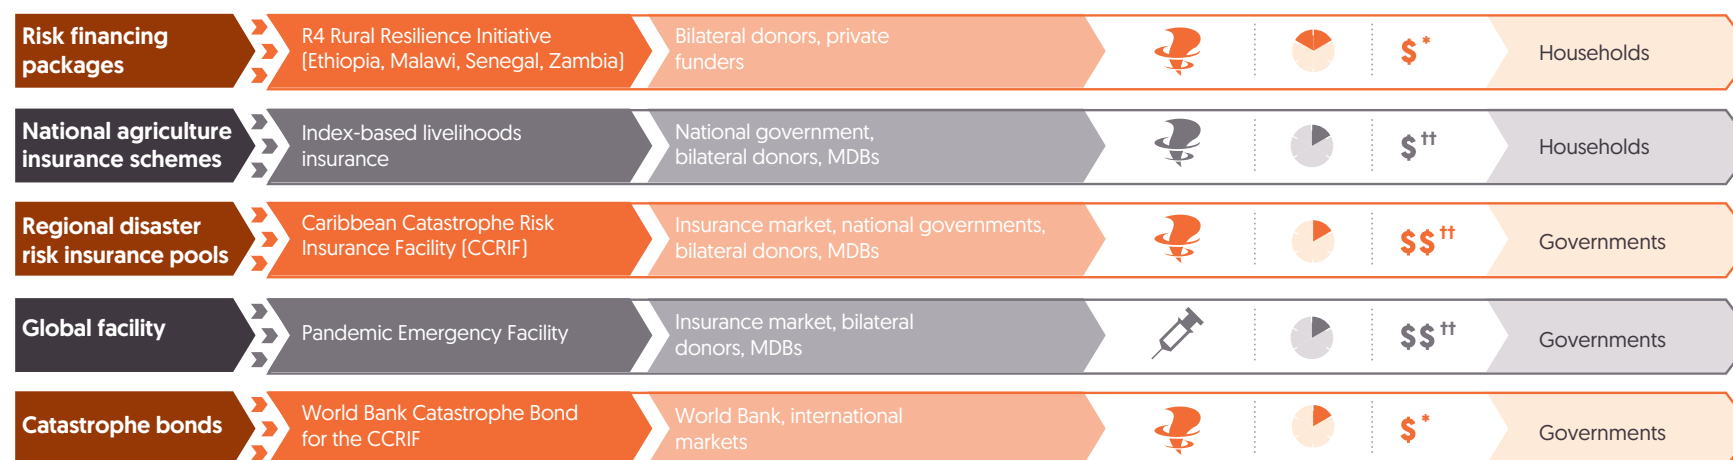 Risk financing
packages
R4 Rural Resilience Initiative
(Ethiopia, Malawi, Senegal, Zambia)
Bilateral donors, private
funders
$*
Households
National agriculture
insurance schemes
Index-based livelihoods
insurance
National government,
bilateral donors, MDBs
$††
Households
Regional disaster
risk insurance pools
Caribbean Catastrophe Risk
Insurance Facility (CCRIF)
Insurance market, national governments,
bilateral donors, MDBs
$$††
Governments
Global facility
Pandemic Emergency Facility
Insurance market, bilateral
donors, MDBs
$$††
Governments
Catastrophe bonds
World Bank Catastrophe Bond
for the CCRIF
World Bank, international
markets
$*
Governments